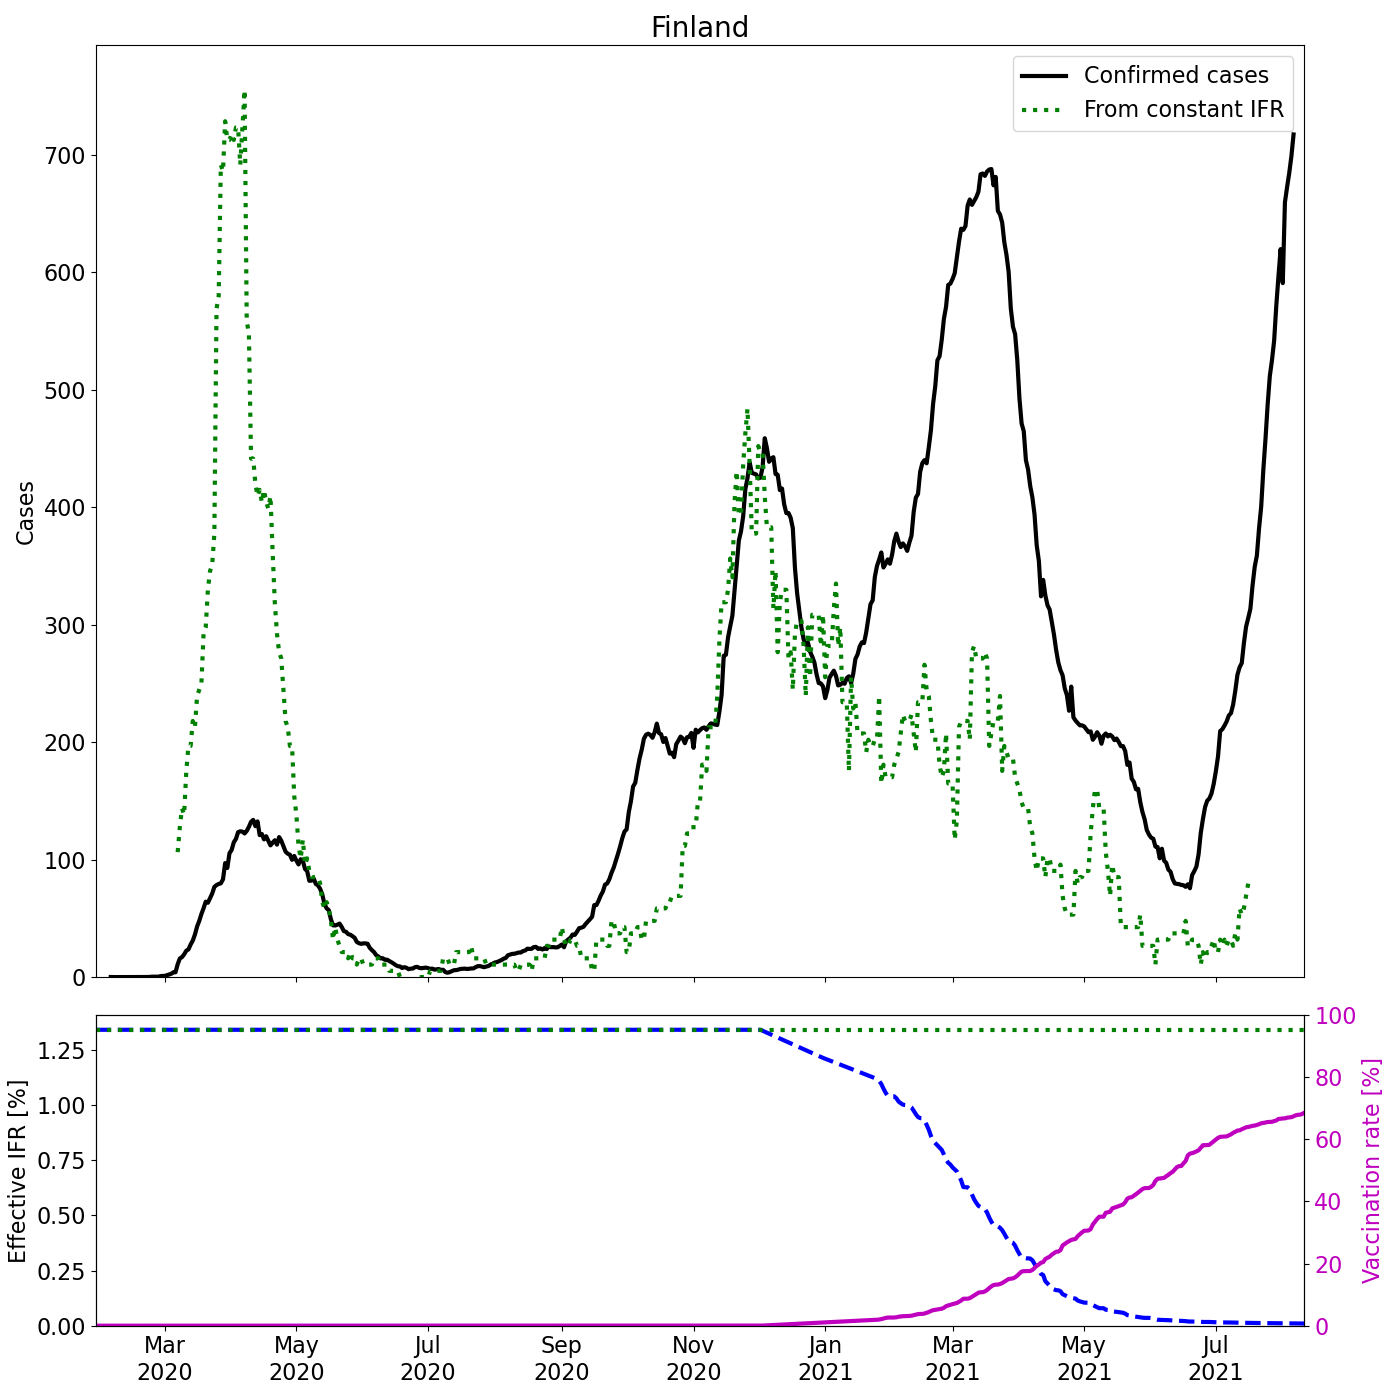 Finland
Confirmed cases
From constant IFR
700
600
500
400
300
200
100
0
Cases
1.25
1.00
0.75
0.50
0.25
0.00
Effective IFR [%]
100
80
60
40
20
0
Vaccination rate [%]
Mar May Jul Sep Nov Jan Mar May Jul
2020 2020 2020 2020 2020 2021 2021 2021 2021